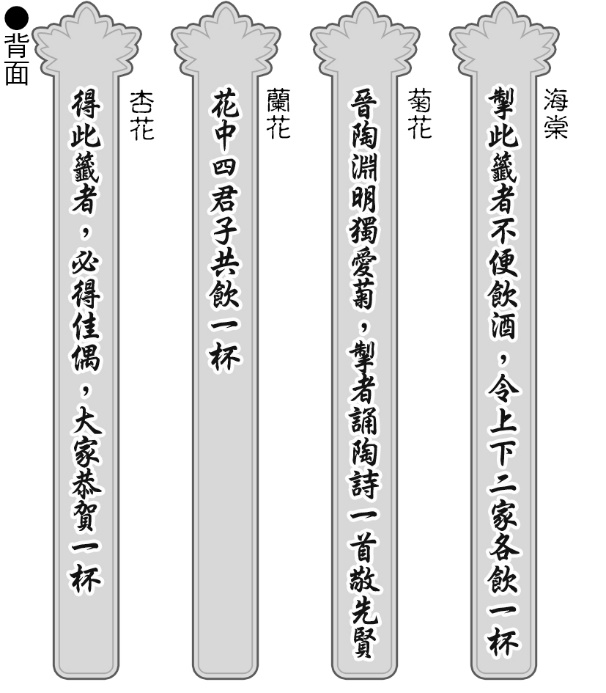 ●背面
海棠
掣此籤者不便飲酒，令上下二家各飲一杯
菊花
晉陶淵明獨愛菊，掣者誦陶詩一首敬先賢
蘭花
花中四君子共飲一杯
杏花
得此籤者，必得佳偶，大家恭賀一杯